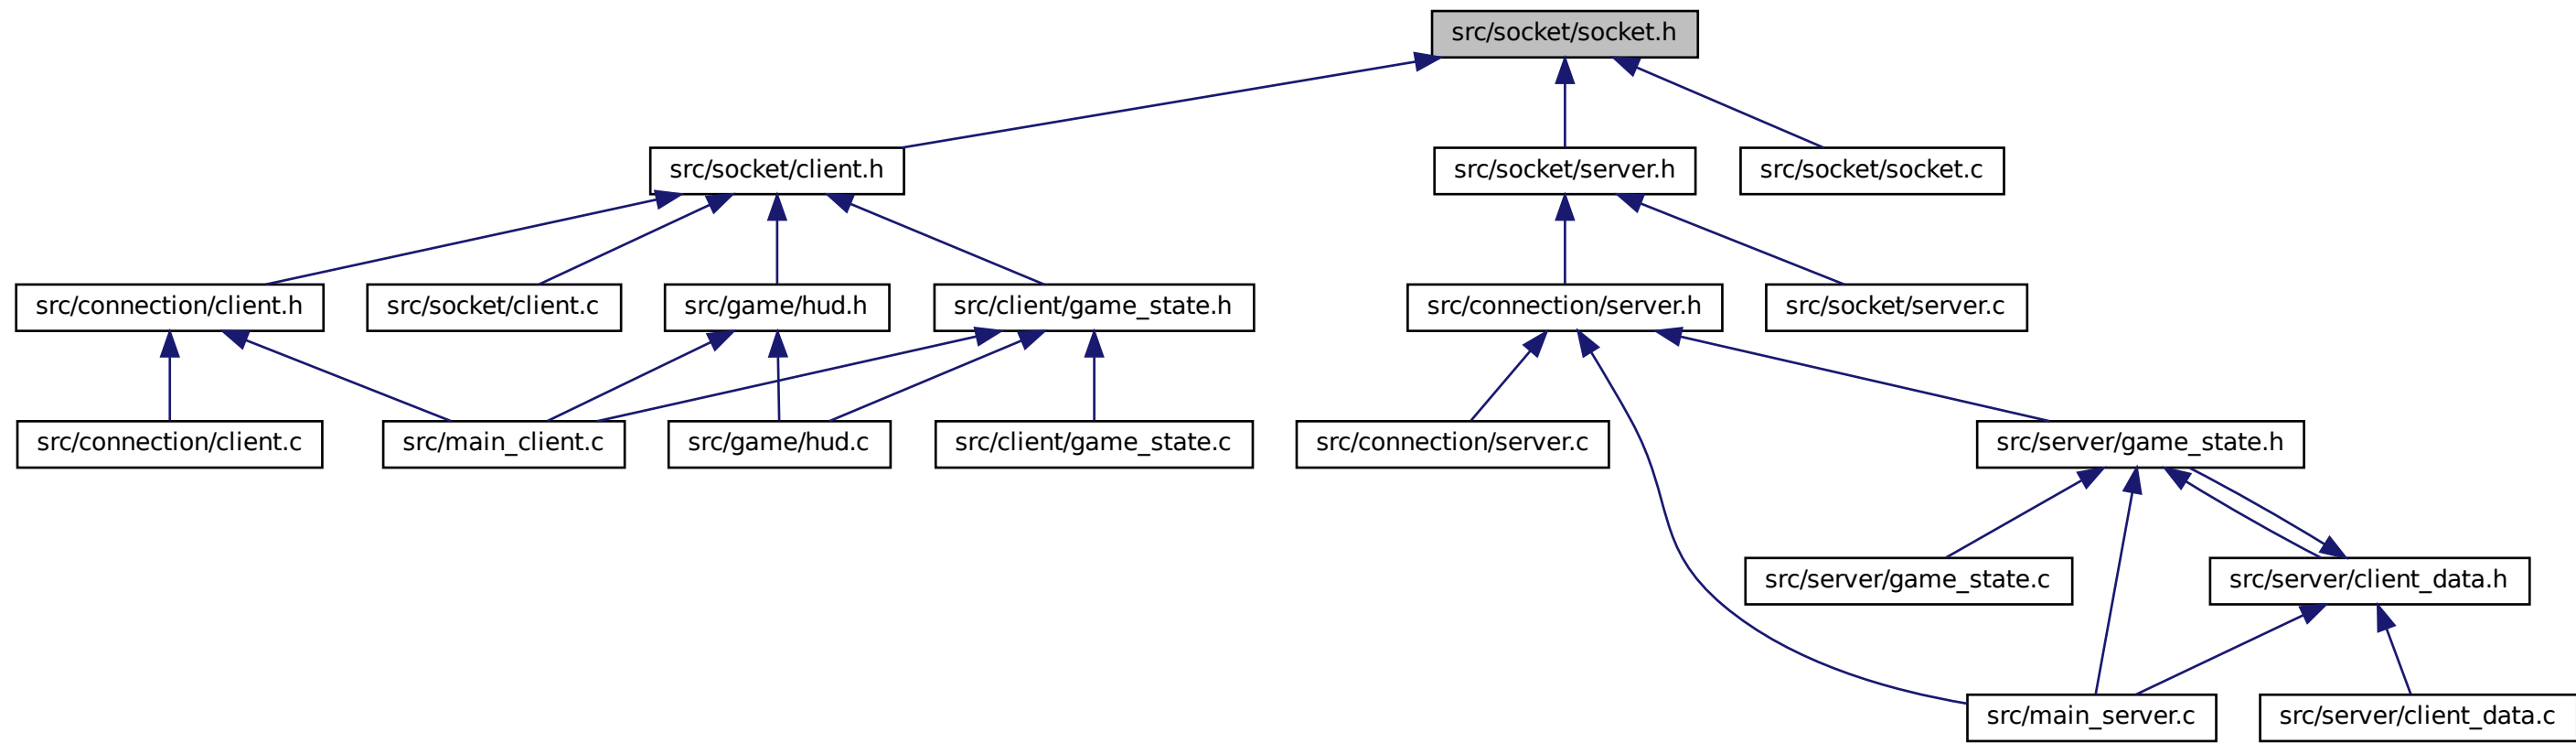 src/socket/socket.h
src/socket/client.h
src/socket/server.h
src/socket/socket.c
src/connection/client.h
src/socket/client.c
src/game/hud.h
src/client/game_state.h
src/connection/server.h
src/socket/server.c
src/connection/client.c
src/main_client.c
src/game/hud.c
src/client/game_state.c
src/connection/server.c
src/server/game_state.h
src/server/game_state.c
src/server/client_data.h
src/main_server.c
src/server/client_data.c